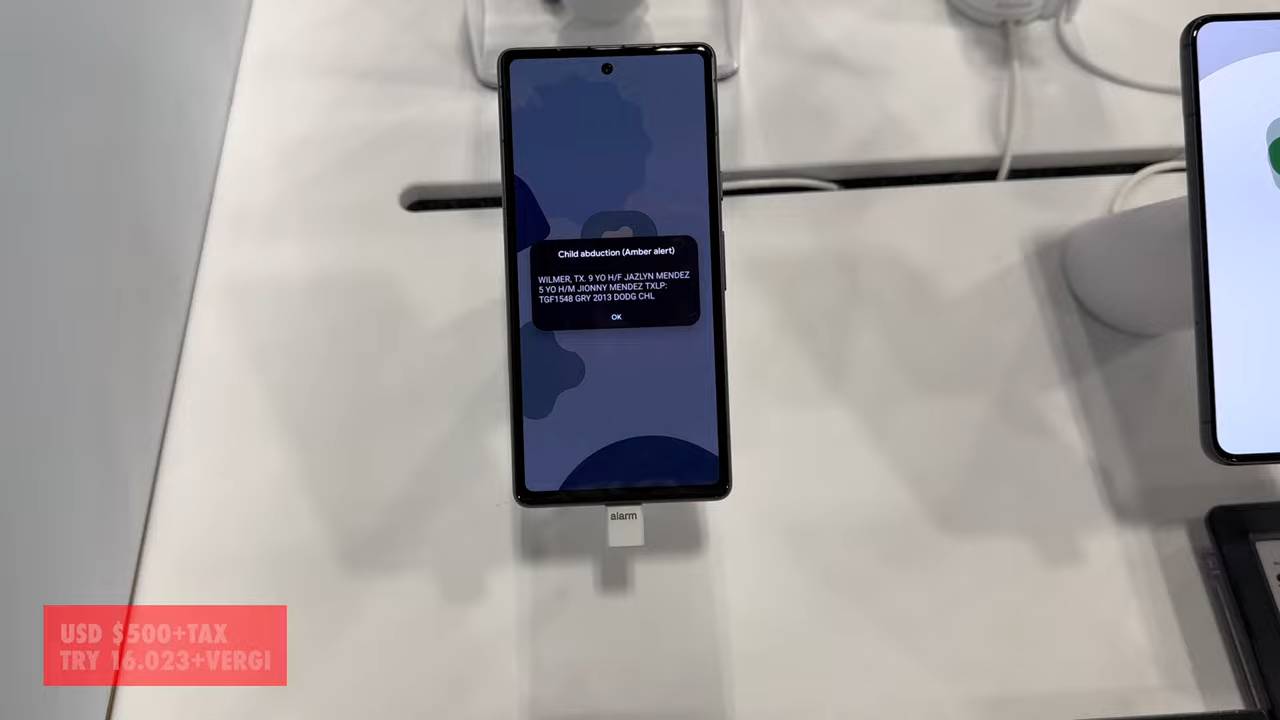 Child abduction (Amber alert)
WILMER, TX. 9 YO H/F JAZLYN MENDEZ
5 YO H/M JIONNY MENDEZ TXLP:
TGF1548 GRY 2013 DODG CHL
OK
alarm
USD $500+TAX
TRY 16.023+VERGI